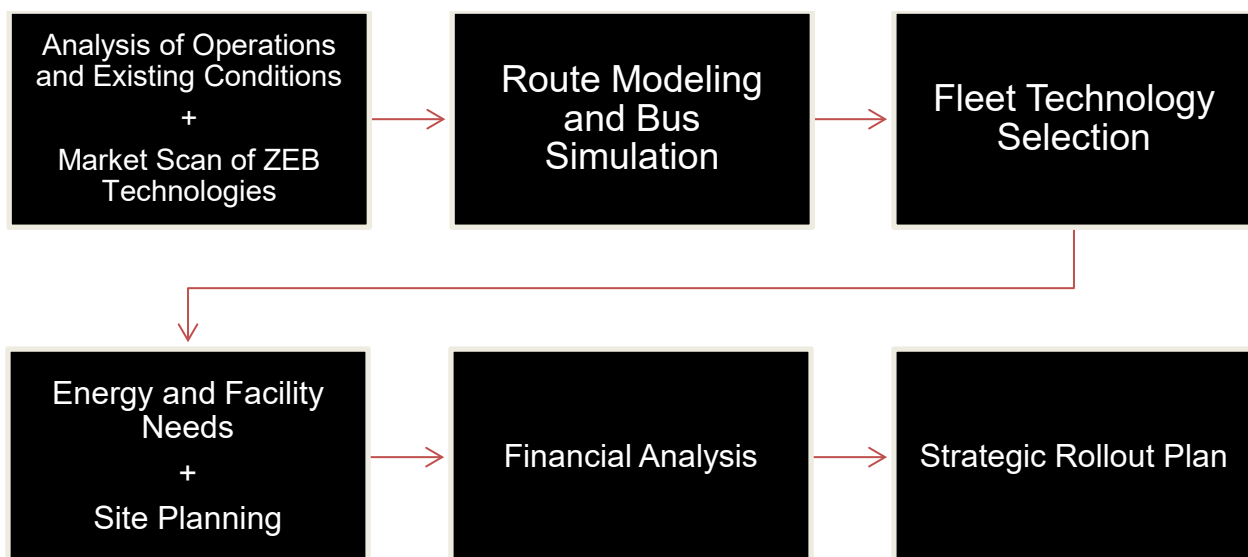 Analysis of Operations
and Existing Conditions
+
Market Scan of ZEB
Technologies
Route Modeling
and Bus
Simulation
Fleet Technology
Selection
Energy and Facility
Needs
+
Site Planning
Financial Analysis
Strategic Rollout Plan